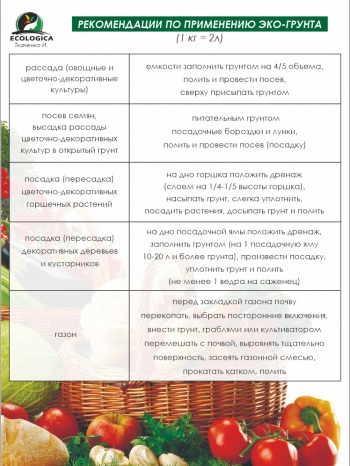 ECOLOGICA
Ткаченко И.
РЕКОМЕНДАЦИИ ПО ПРИМЕНЕНИЮ ЭКО-ГРУНТА
(1 кг = 2л)
рассада (овощные и
цветочно-декоративные
культуры)
емкости заполнить грунтом на 4/5 объема,
полить и провести посев,
сверху присыпать грунтом
посев семян,
высадка рассады
цветочно-декоративных
культур в открытый грунт
питательным грунтом
посадочные бороздки и лунки,
полить и провести посев (посадку)
посадка (пересадка)
цветочно-декоративных
горшечных растений
на дно горшка положить дренаж
(слоем на 1/4-1/5 высоты горшка),
насыпать грунт, слегка уплотнить,
посадить растения, досыпать грунт и полить
посадка (пересадка)
декоративных деревьев
и кустарников
на дно посадочной ямы положить дренаж,
заполнить грунтом (на 1 посадочную яму
10-20 л и более грунта), произвести посадку,
уплотнить грунт и полить
(не менее 1 ведра на саженец)
газон
перед закладкой газона почву
перекопать, выбрать посторонние включения,
внести грунт, граблями или культиватором
перемешать с почвой, выровнять тщательно
поверхность, засеять газонной смесью,
прокатать катком, полить